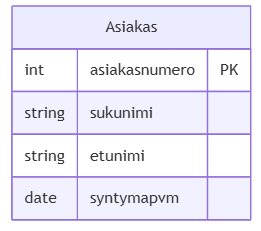 Asiakas
int asiakasnumero PK
string sukunimi
string etunimi
date syntymapvm